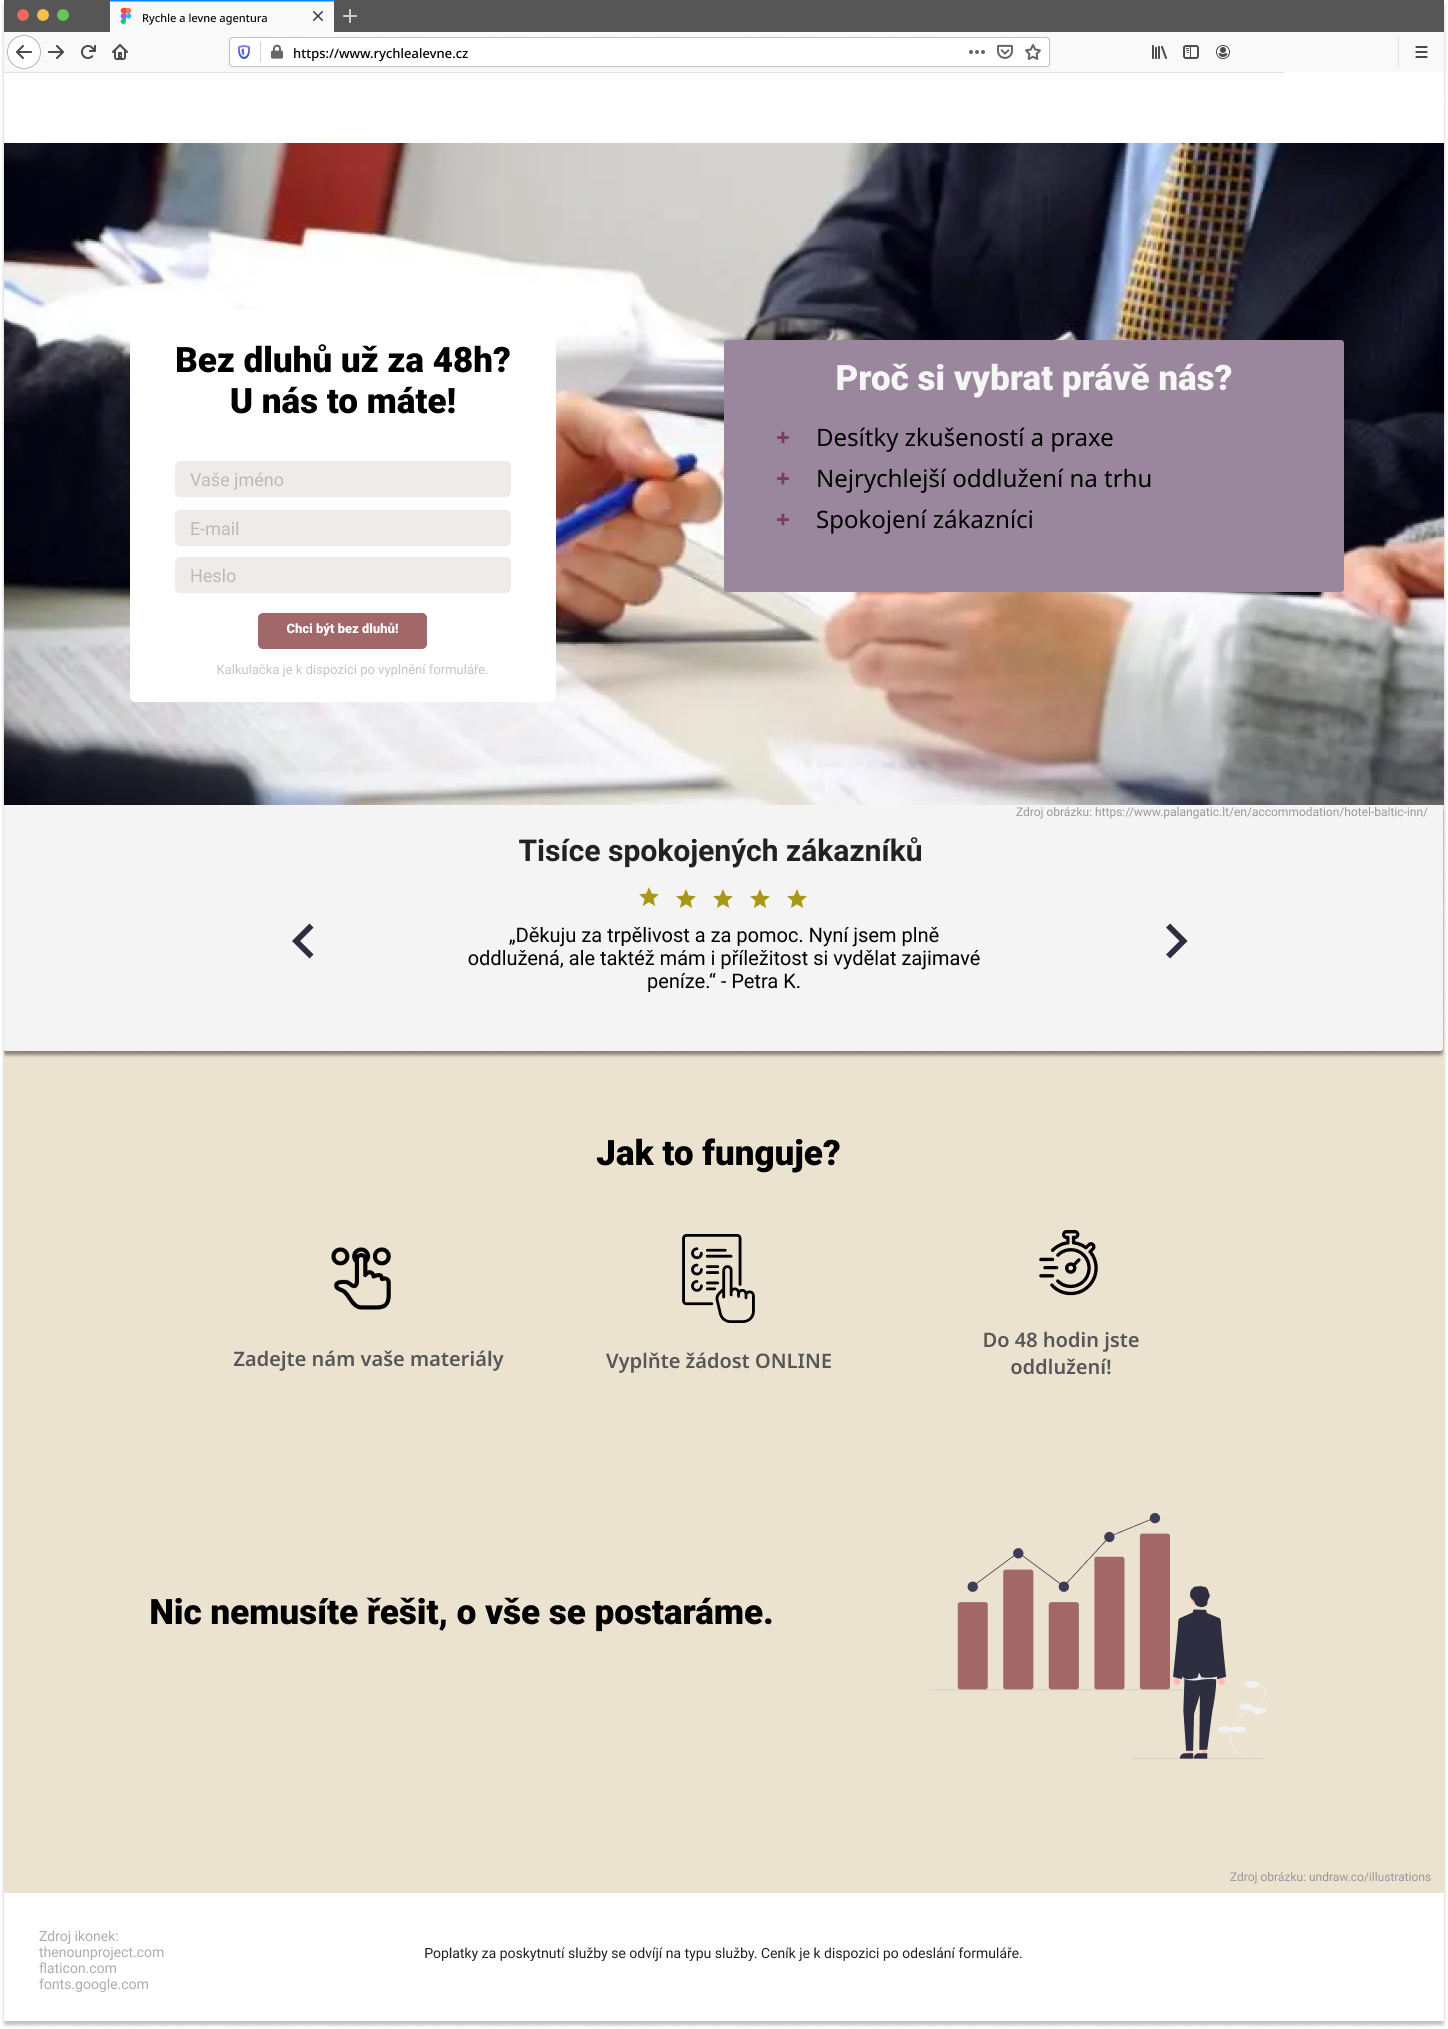 Rychle a levne agentura
https://www.rychlealevne.cz
Bez dluhů už za 48h?
U nás to máte!
Vaše jméno
E-mail
Heslo
Chci být bez dluhů!
Kalkulačka je k dispozici po vyplnění formuláře.
Proč si vybrat právě nás?
+ Desítky zkušeností a praxe
+ Nejrychlejší oddlužení na trhu
+ Spokojení zákazníci
Zdroj obrázku: https://www.palangatic.lt/en/accommodation/hotel-baltic-inn/
Tisíce spokojených zákazníků
„Děkuju za trpělivost a za pomoc. Nyní jsem plně
oddlužená, ale taktéž mám i příležitost si vydělat zajimavé
peníze.“ - Petra K.
Jak to funguje?
Zadejte nám vaše materiály
Vyplňte žádost ONLINE
Do 48 hodin jste
oddlužení!
Nic nemusíte řešit, o vše se postaráme.
Zdroj obrázku: undraw.co/illustrations
Zdroj ikonek:
thenounproject.com
flaticon.com
fonts.google.com
Poplatky za poskytnutí služby se odvíjí na typu služby. Ceník je k dispozici po odeslání formuláře.